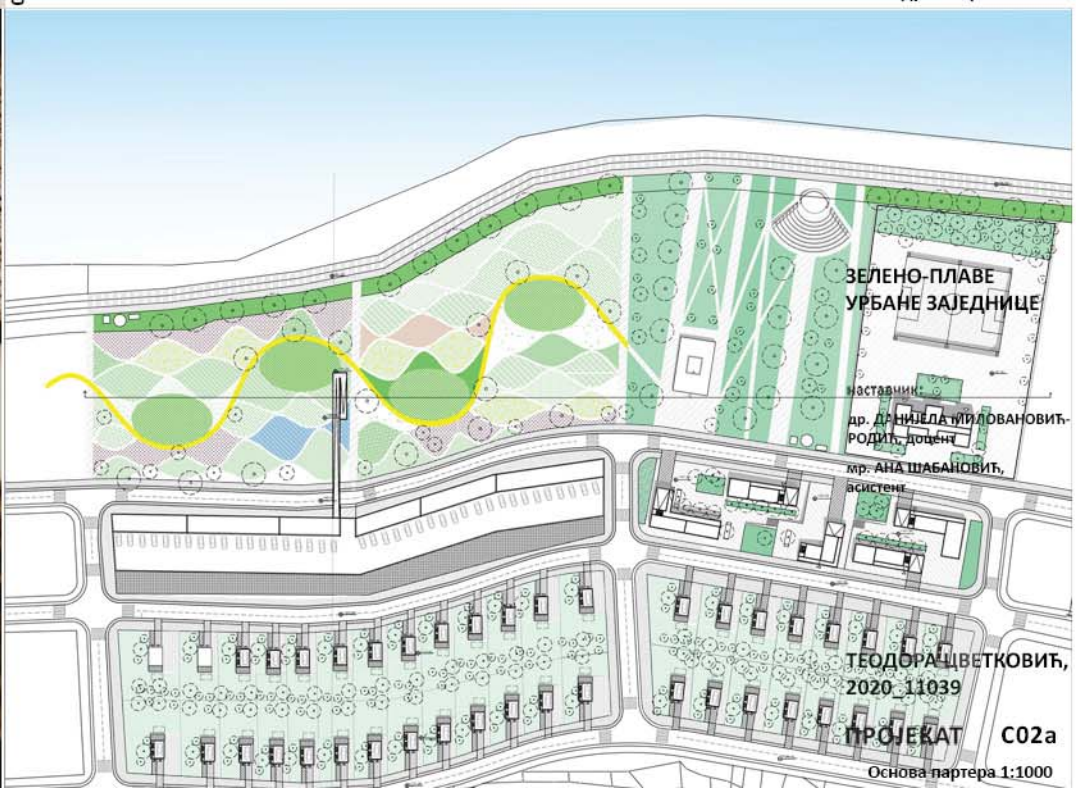 ЗЕЛЕНО-ПЛАВЕ
УРБАНЕ ЗАЈЕДНИЦЕ
наставник:
др. ДАНИЈЕЛА МИЛОВАНОВИЋ-
РОДИЋ, доцент
мр. АНА ШАБАНОВИЋ,
асистент
ТЕОДОРА ЦВЕТКОВИЋ,
2020_11039
ПРОЈЕКАТ C02a
Основа партера 1:1000